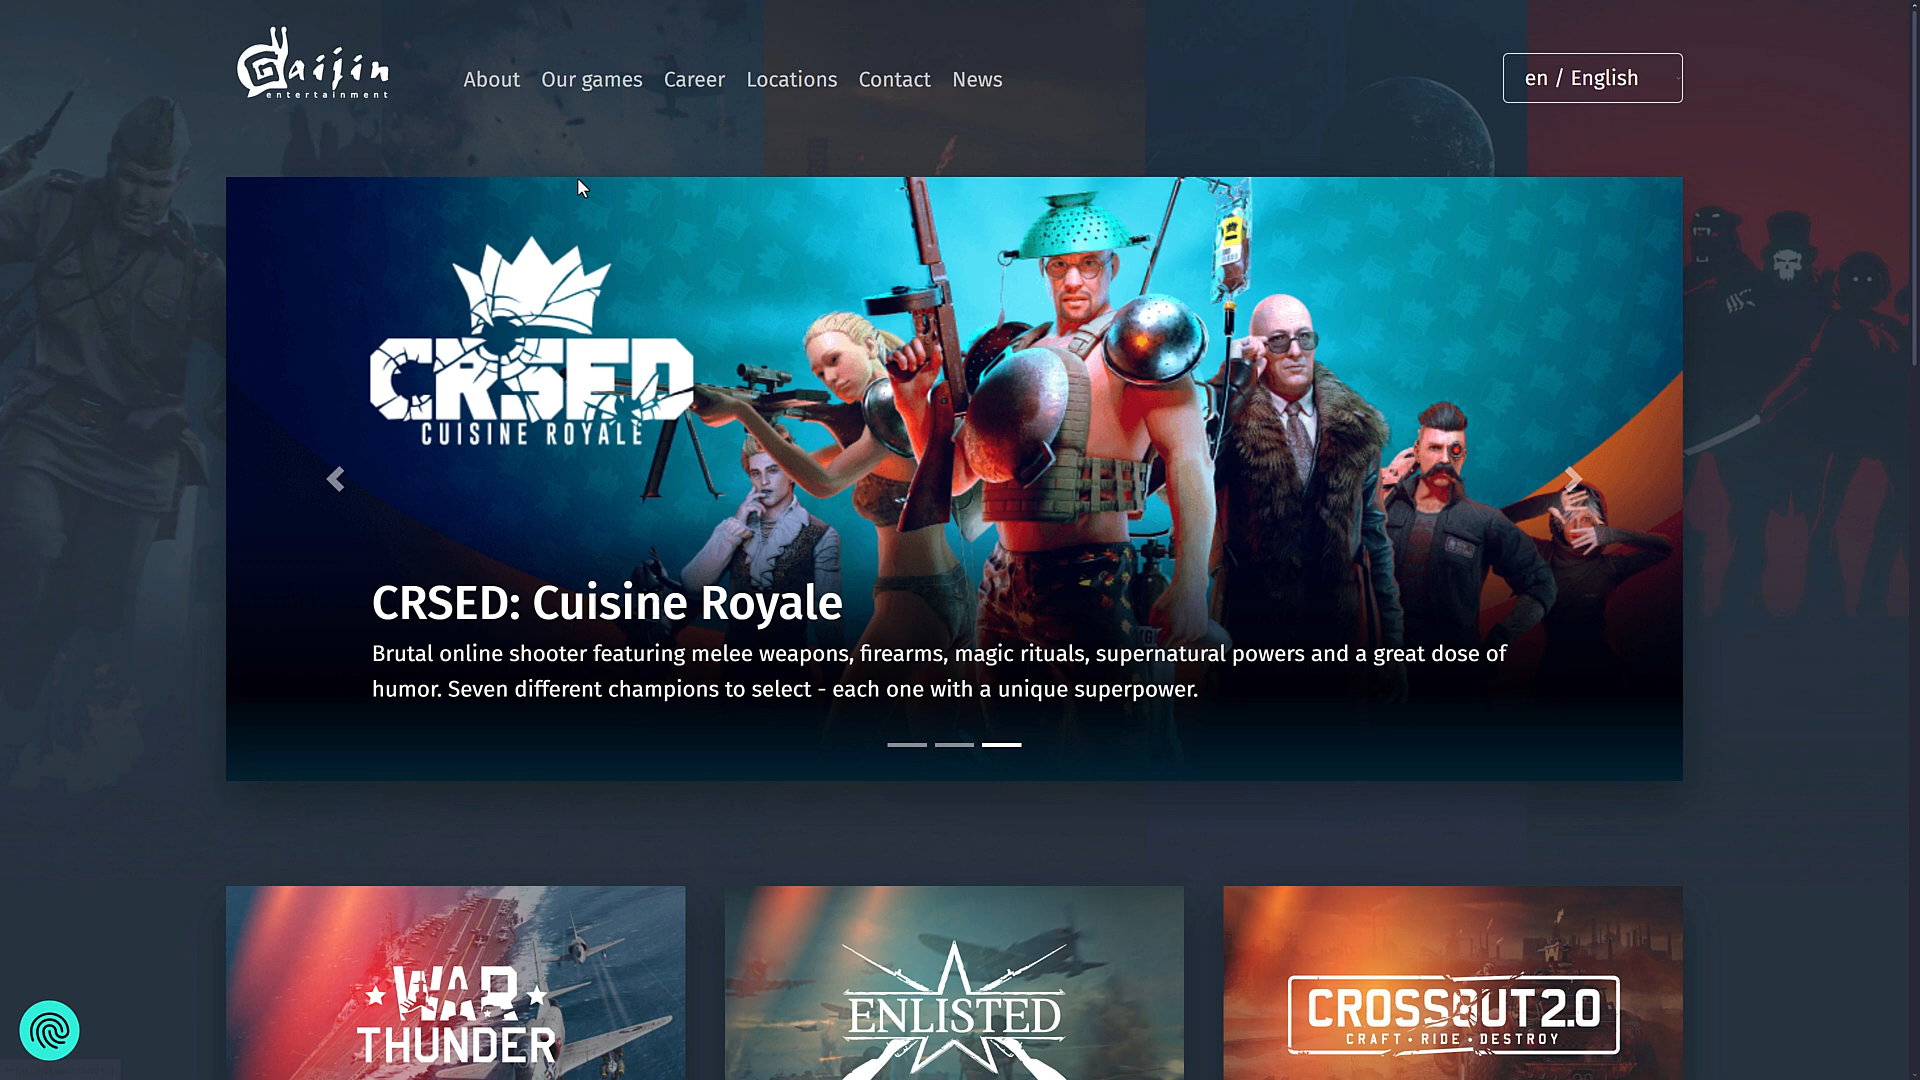 Gaijin
entertainment
About Our games Career Locations Contact News
en / English
CRSED
CUISINE ROYALE
CRSED: Cuisine Royale
Brutal online shooter featuring melee weapons, firearms, magic rituals, supernatural powers and a great dose of
humor. Seven different champions to select - each one with a unique superpower.
WAR
THUNDER
ENLISTED
CROSSOUT 2.0
CRAFT • RIDE • DESTROY